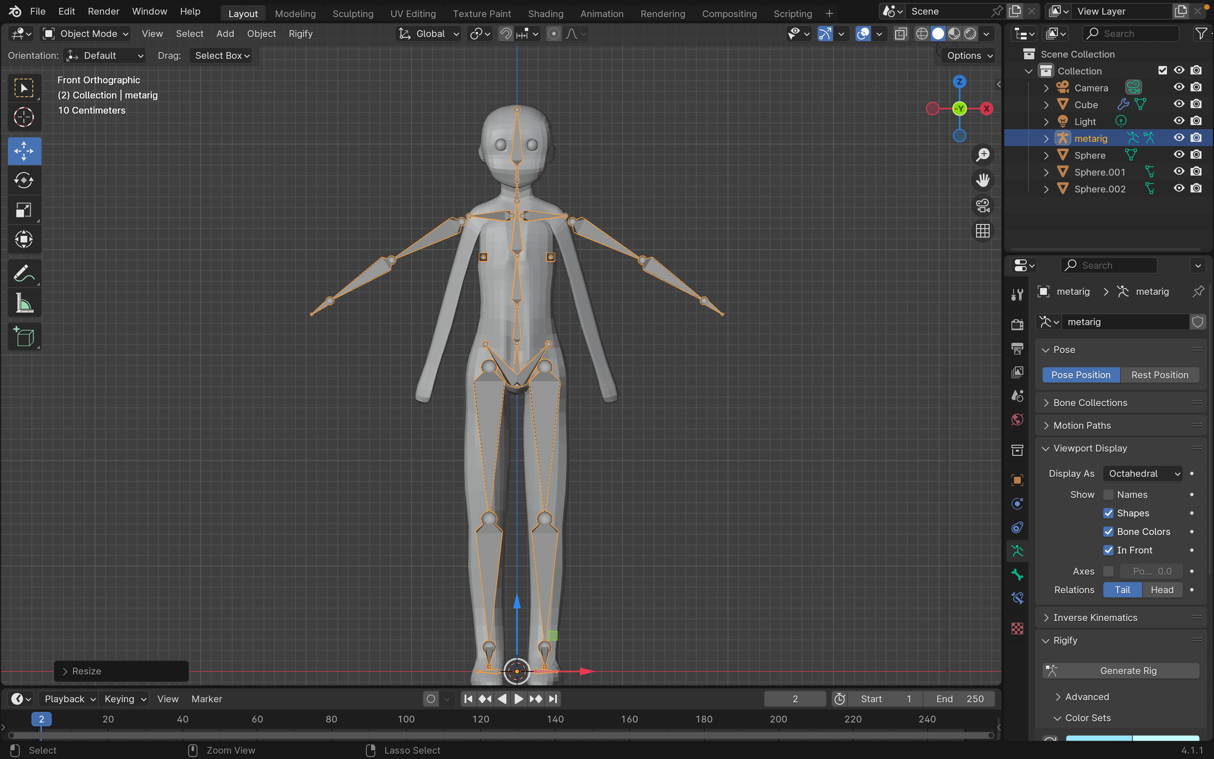 File Edit Render Window Help Layout Modeling Sculpting UV Editing Texture Paint Shading Animation Rendering Compositing Scripting + Scene View Layer
Object Mode View Select Add Object Rigify Global Search
Orientation: Default Drag: Select Box Options
Front Orthographic
(2) Collection | metarig
10 Centimeters
Z
-Y
X
Resize
Scene Collection
Collection
Camera
Cube
Light
metarig
Sphere
Sphere.001
Sphere.002
Search
metarig > metarig
metarig
Pose
Pose Position Rest Position
Bone Collections
Motion Paths
Viewport Display
Display As Octahedral
Show Names
Shapes
Bone Colors
In Front
Axes Po... 0.0
Relations Tail Head
Inverse Kinematics
Rigify
Generate Rig
Advanced
Color Sets
Playback Keying View Marker 2 Start 1 End 250
2 20 40 60 80 100 120 140 160 180 200 220 240
Select Zoom View Lasso Select 4.1.1